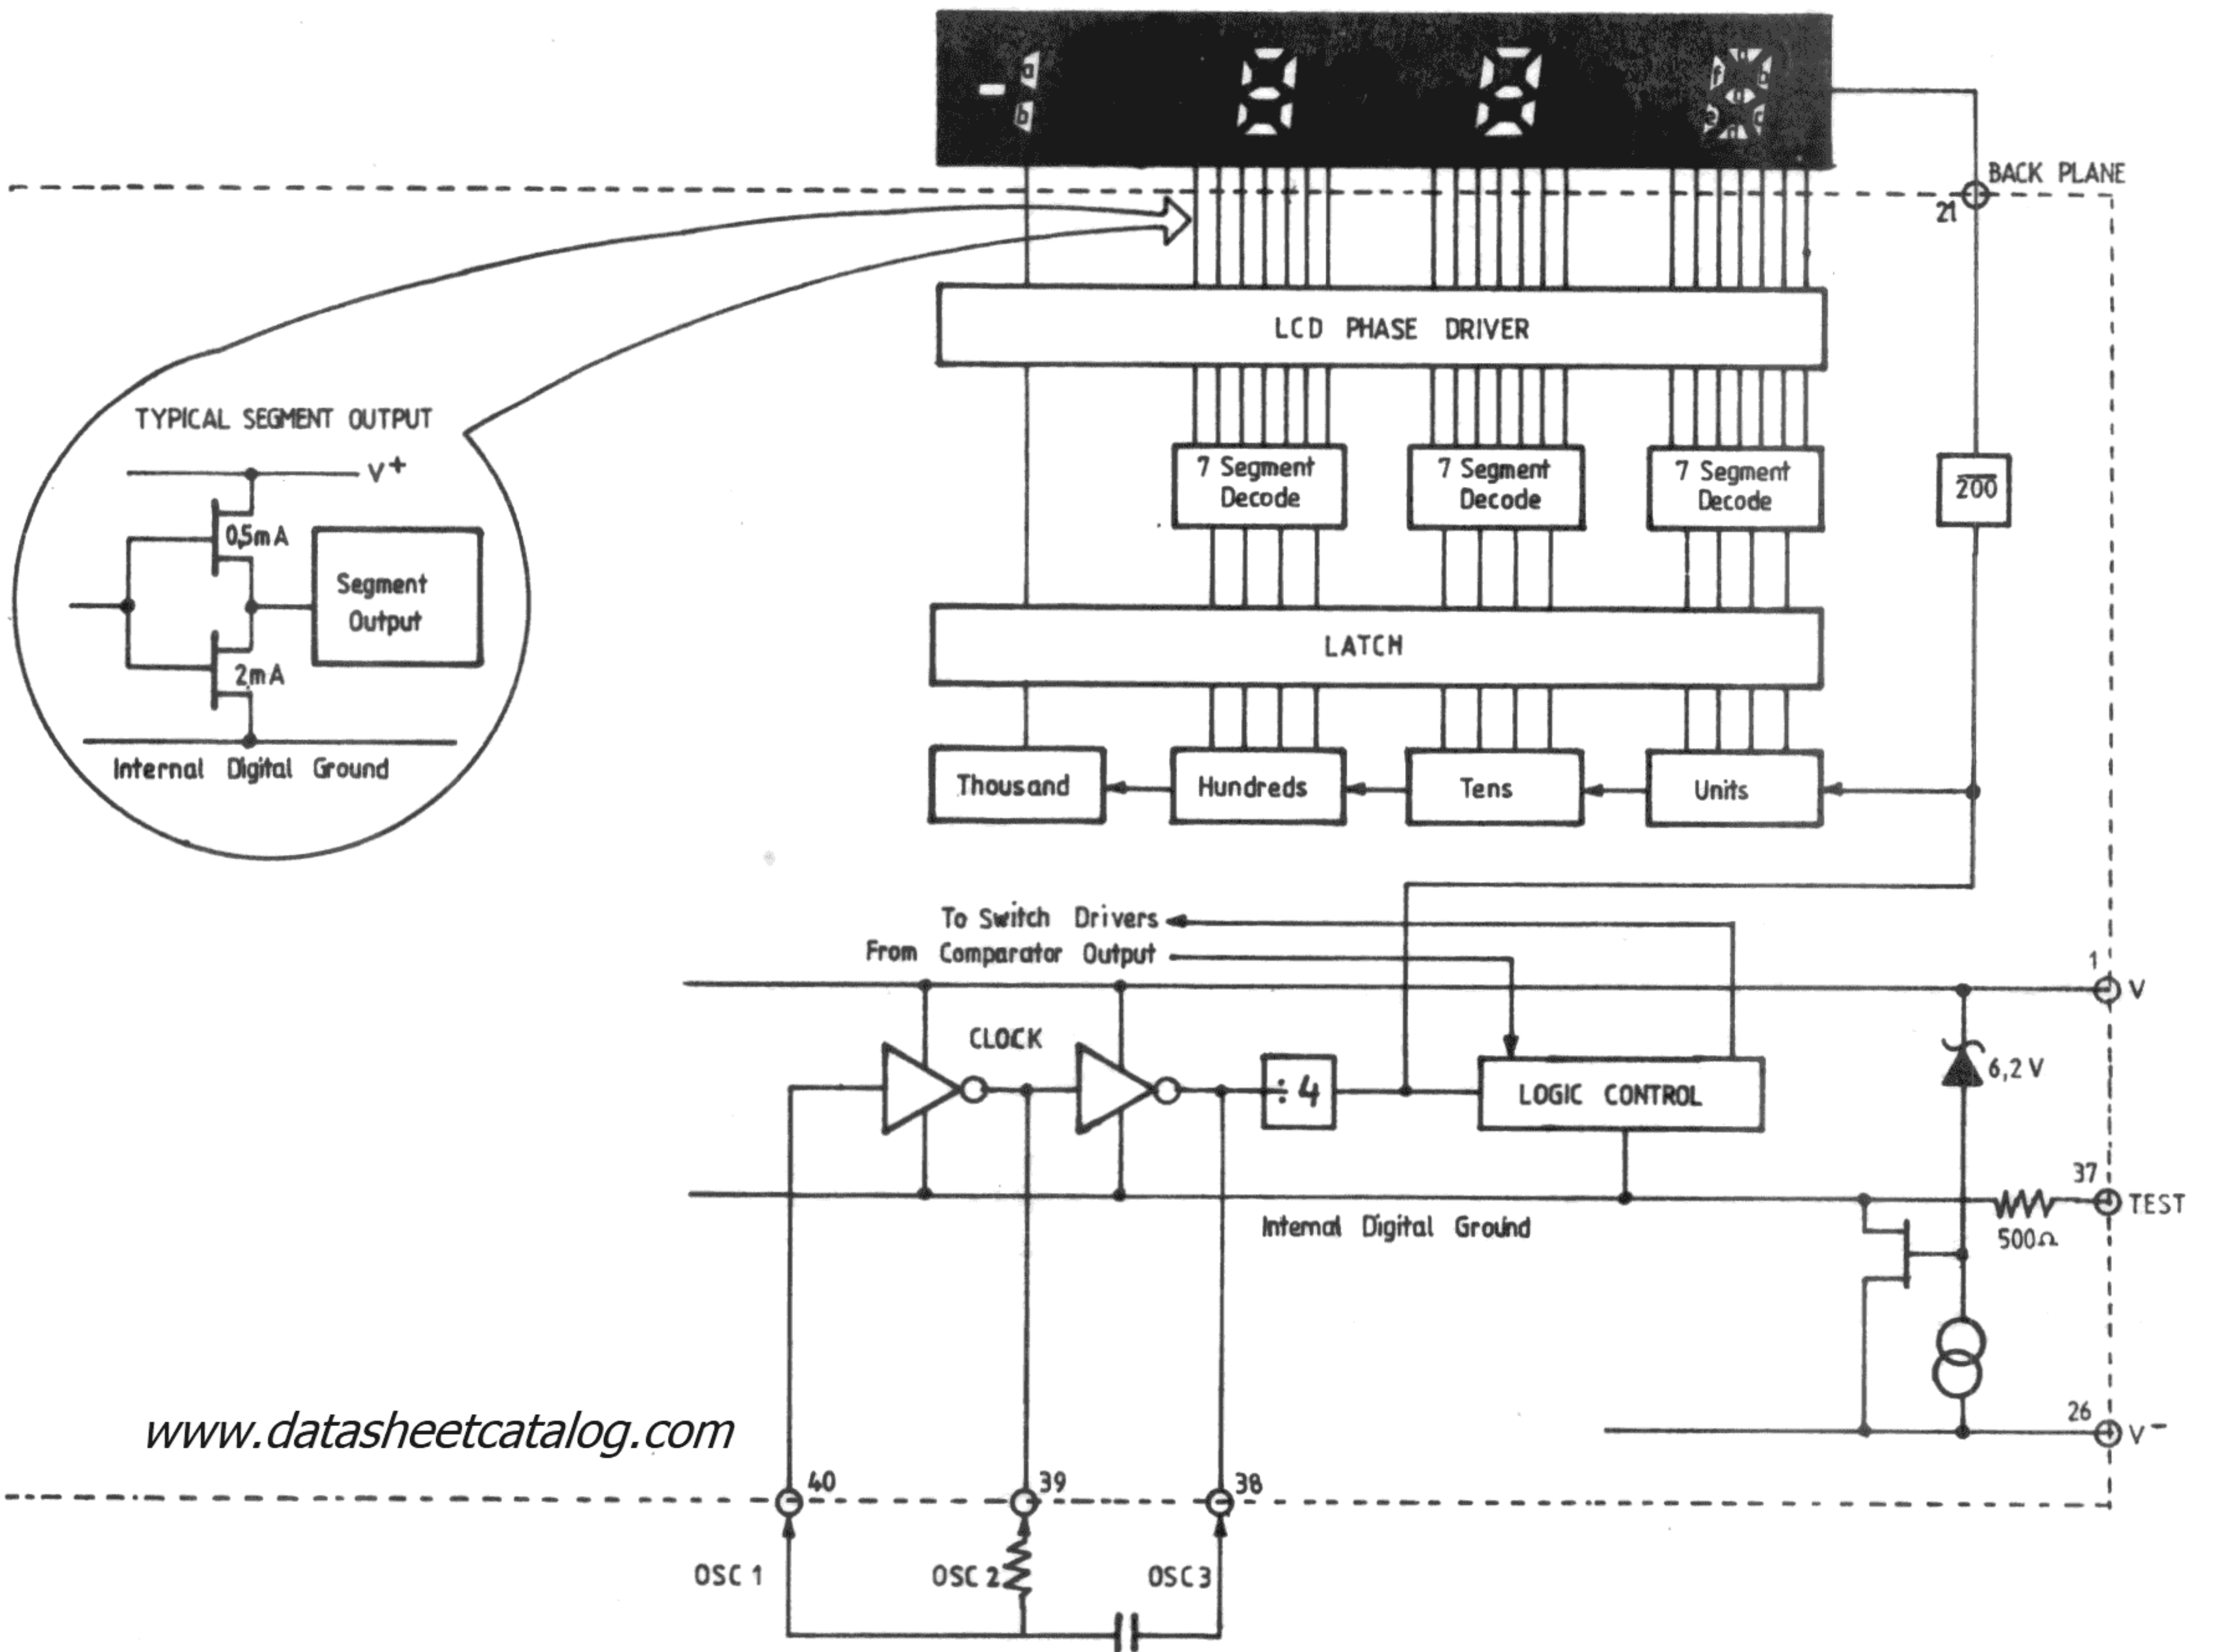 a
b
a
f b
g
e c
d
BACK PLANE
21
LCD PHASE DRIVER
TYPICAL SEGMENT OUTPUT
V+
0,5mA
Segment
Output
2mA
Internal Digital Ground
7 Segment
Decode
7 Segment
Decode
7 Segment
Decode
200
LATCH
Thousand
Hundreds
Tens
Units
To Switch Drivers
From Comparator Output
1
V
CLOCK
:4
LOGIC CONTROL
6,2 V
37
TEST
500Ω
Internal Digital Ground
26
V-
www.datasheetcatalog.com
40
39
38
OSC 1
OSC 2
OSC 3